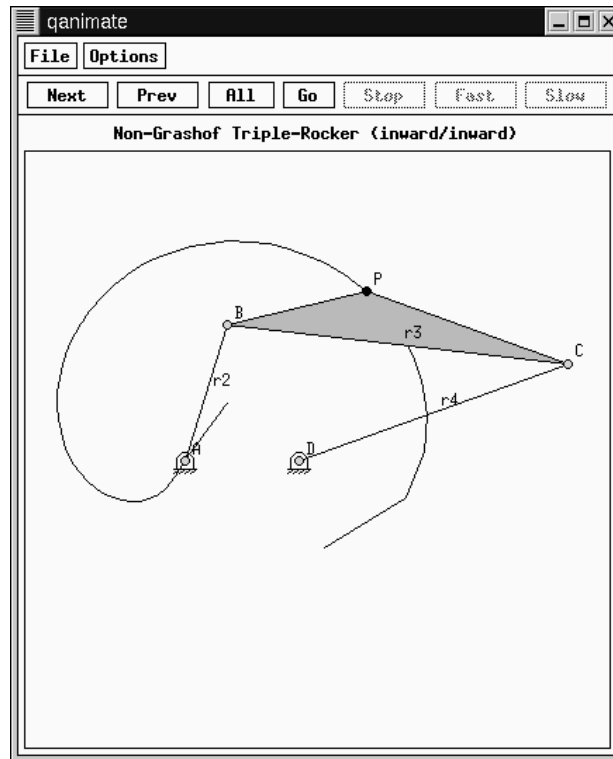 qanimate
File Options
Next Prev All Go Stop Fast Slow
Non-Grashof Triple-Rocker (inward/inward)
P
B
r3
C
r2
r4
A D